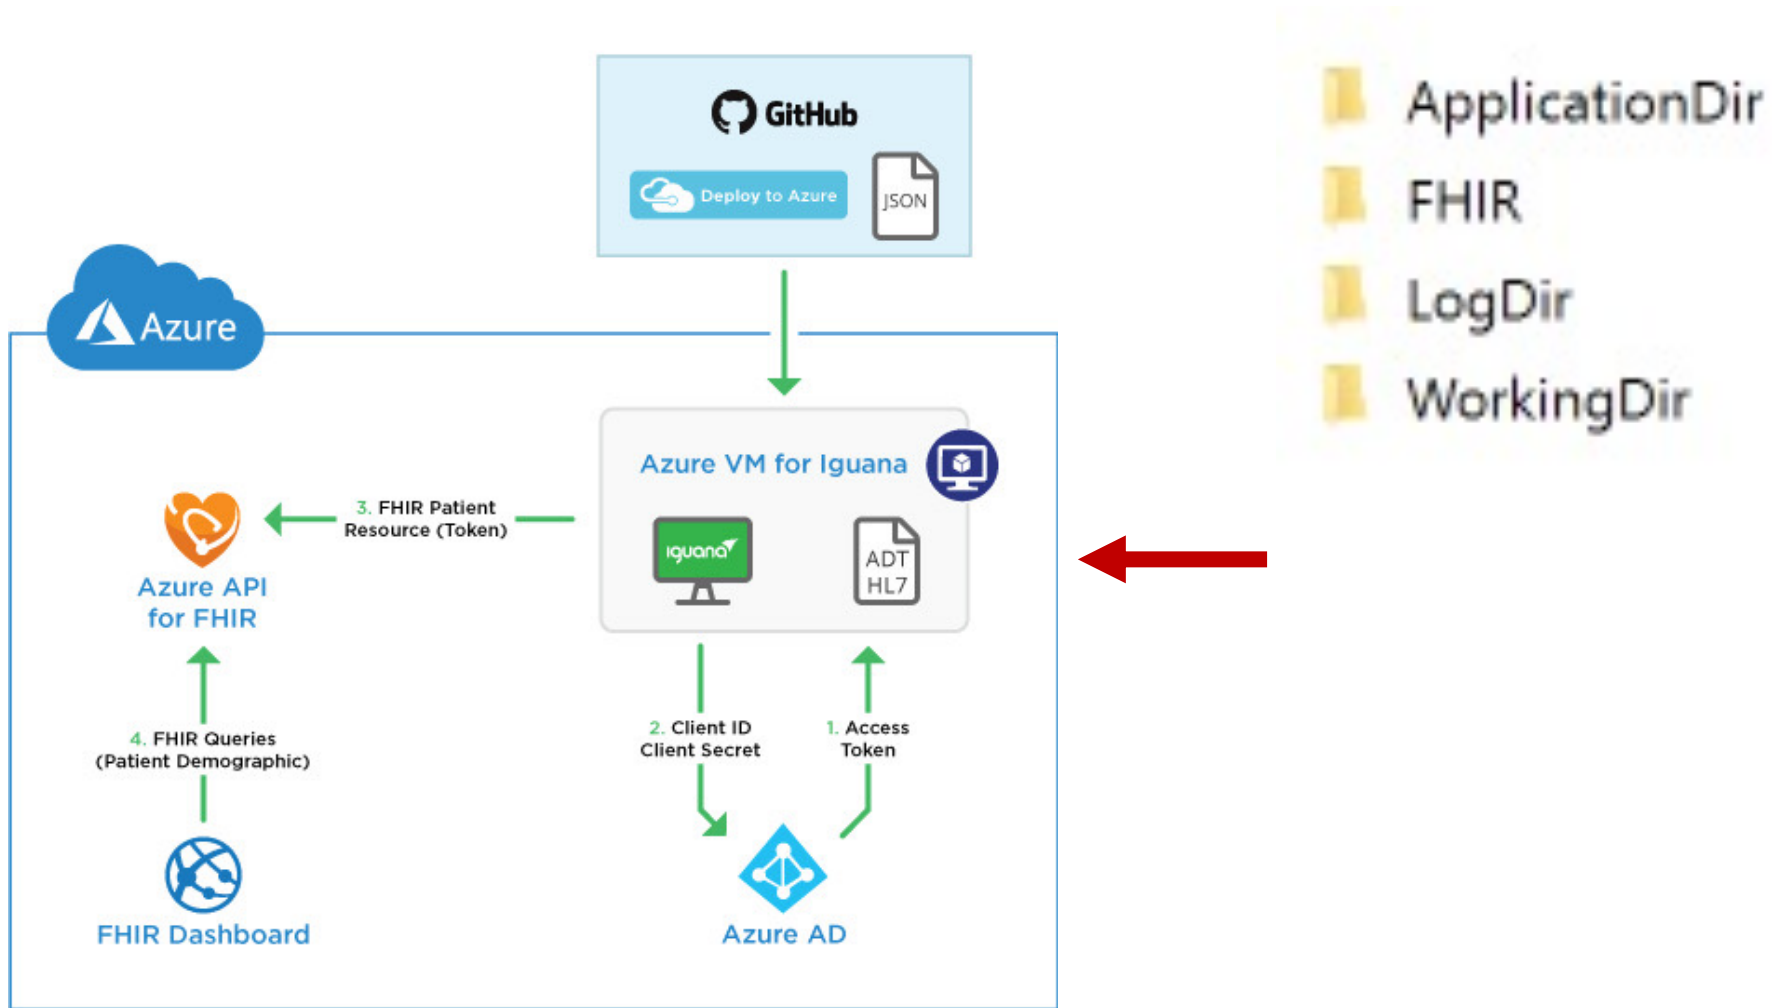 GitHub
Deploy to Azure
JSON
Azure
Azure VM for Iguana
iguana
ADT
HL7
3. FHIR Patient
Resource (Token)
Azure API
for FHIR
2. Client ID
Client Secret
1. Access
Token
4. FHIR Queries
(Patient Demographic)
FHIR Dashboard
Azure AD
ApplicationDir
FHIR
LogDir
WorkingDir